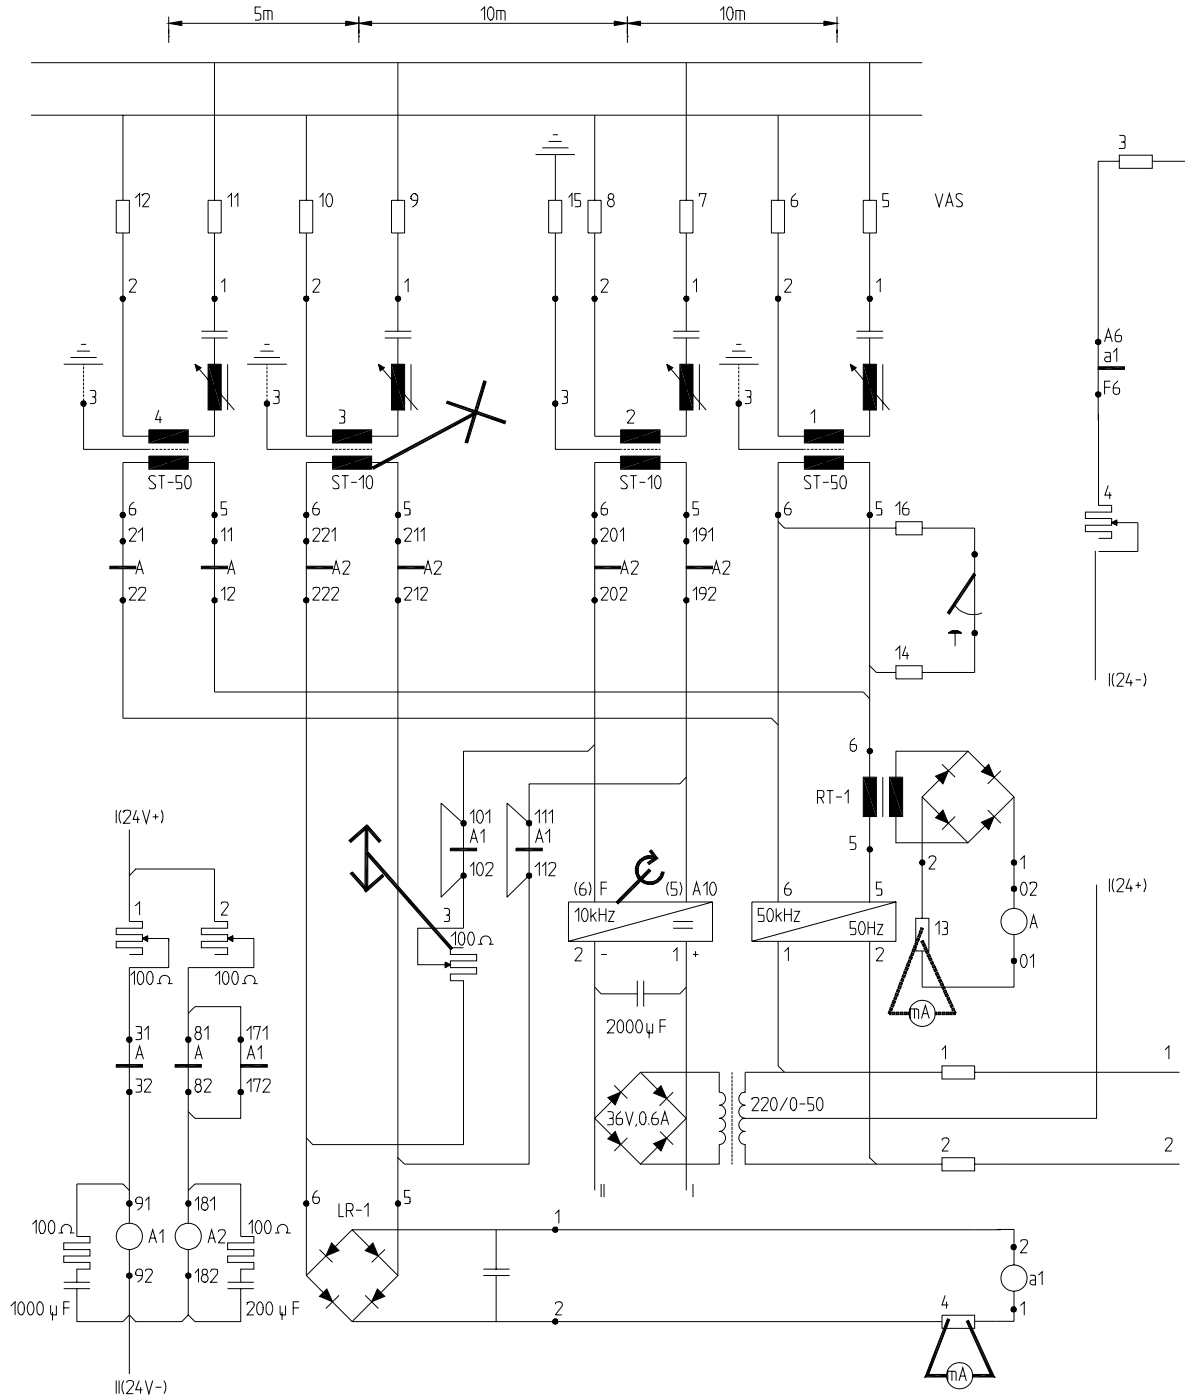 5m 10m 10m
3
12 11 10 9 15 8 7 6 5 VAS
2 1 2 1 2 1 2 1
A6
a1
F6
3 3 3 3
4 3 2 1
ST-50 ST-10 ST-10 ST-50
4
6 5 6 5 6 5 6 5 16
21 11 221 211 201 191
A A A2 A2 A2 A2
22 12 222 212 202 192
14
I(24-)
6
RT-1
I(24V+)
101 111
A1 A1
5
102 112
2 1
(6) F (5) A10 6 5 02 I(24+)
1 2 3
10kHz 50kHz
50Hz
13 A
100Ω
2 - 1 + 1 2
01
100Ω 100Ω
mA
2000μF
31 81 171
A A A1
1 1
32 82 172
220/0-50
36V,0.6A
2 2
II I
91 181 6 5
LR-1
1
100Ω A1 A2 100Ω
2
92 182
a1
1000μF 200μF
2 4 1
mA
II(24V-)